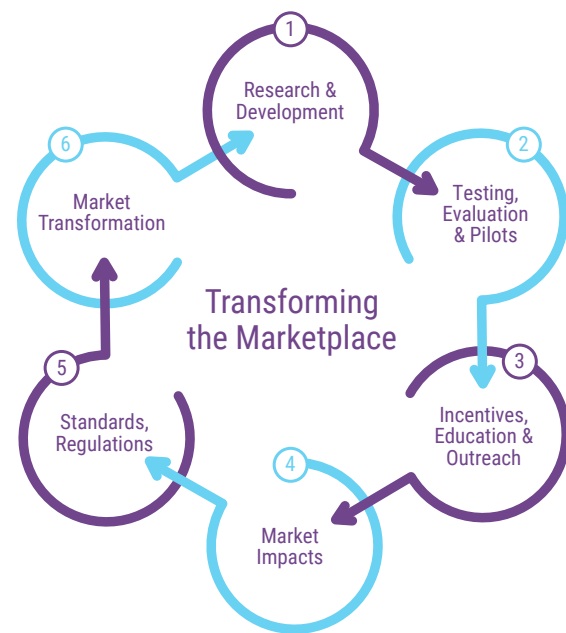 1
Research &
Development
2
Testing,
Evaluation
& Pilots
3
Incentives,
Education &
Outreach
4
Market
Impacts
5
Standards,
Regulations
6
Market
Transformation
Transforming
the Marketplace